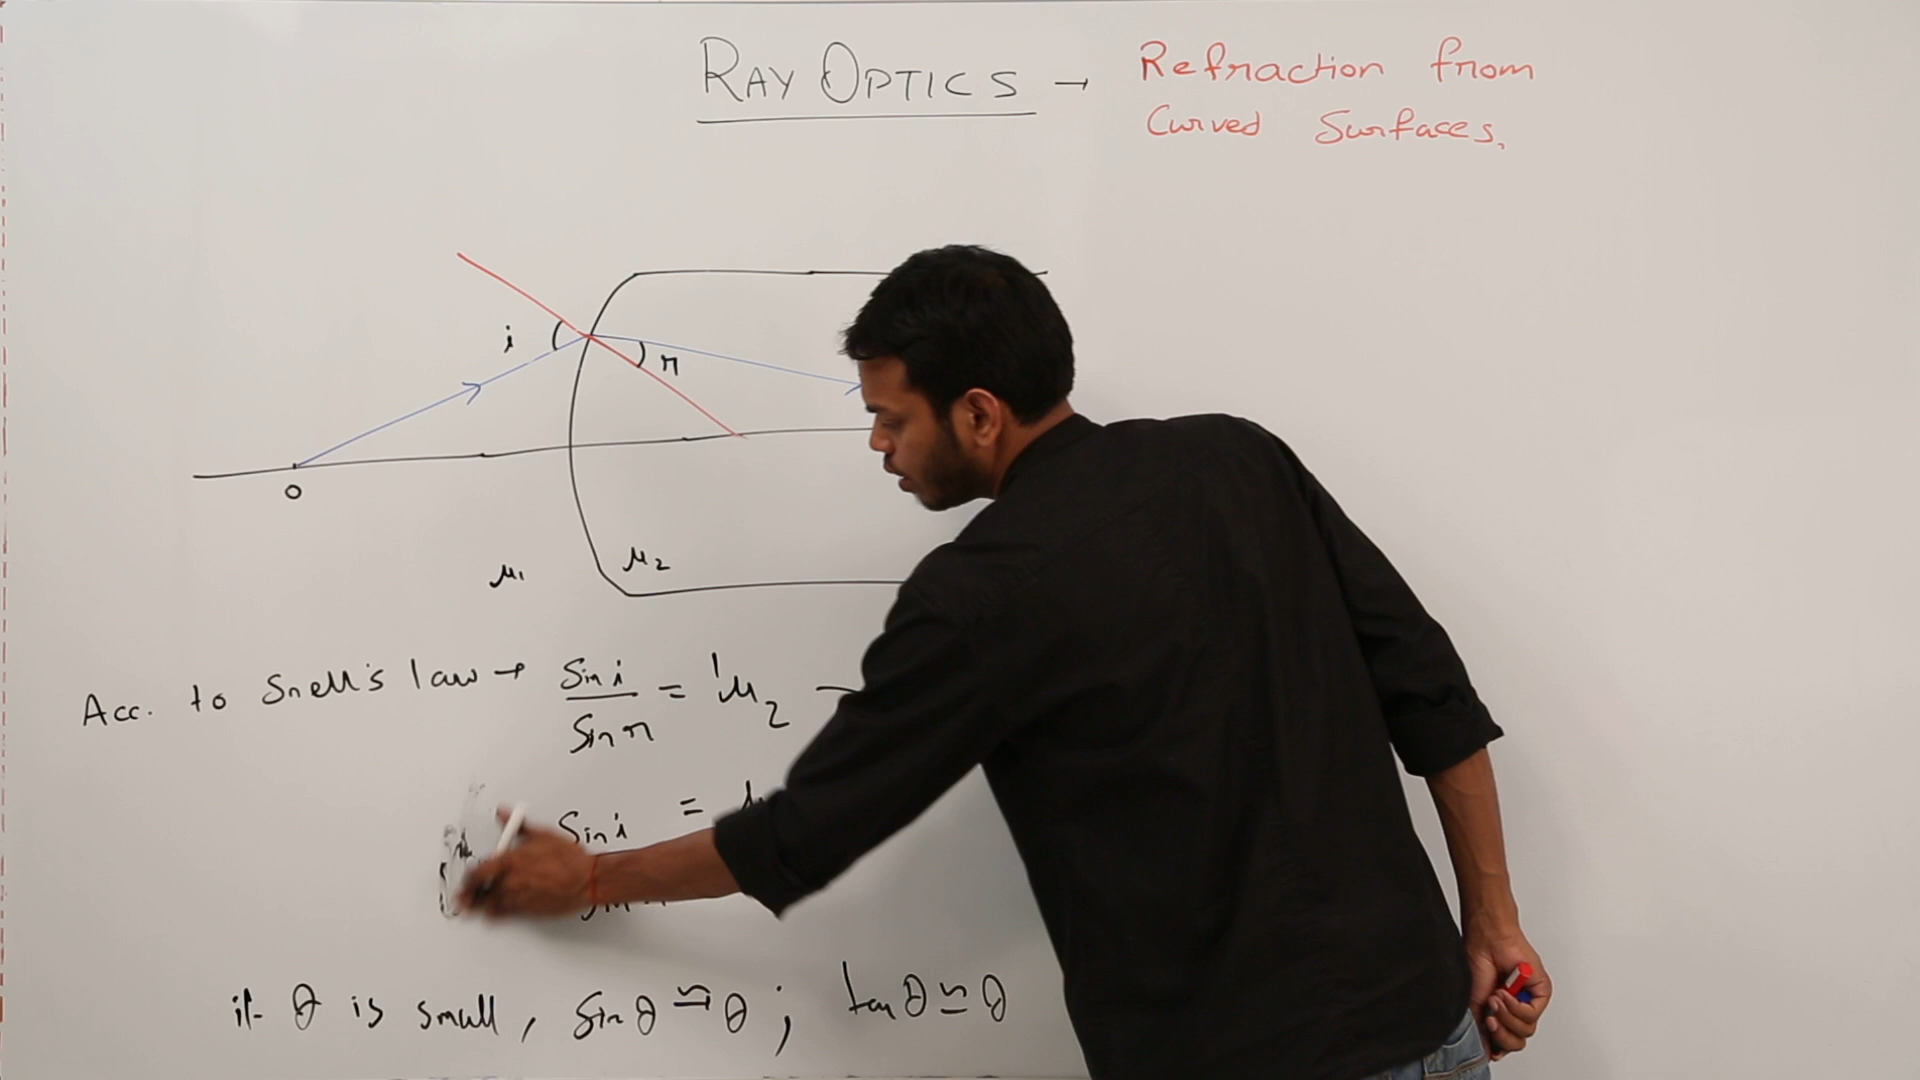 RAY OPTICS → Refraction from
Curved Surfaces.
i
r
O
μ₁
μ₂
Acc. to Snell's law → Sin i / Sin r = ¹μ₂
Sin i / Sin =
if θ is small, Sin θ ≃ θ ; tan θ ≃ θ